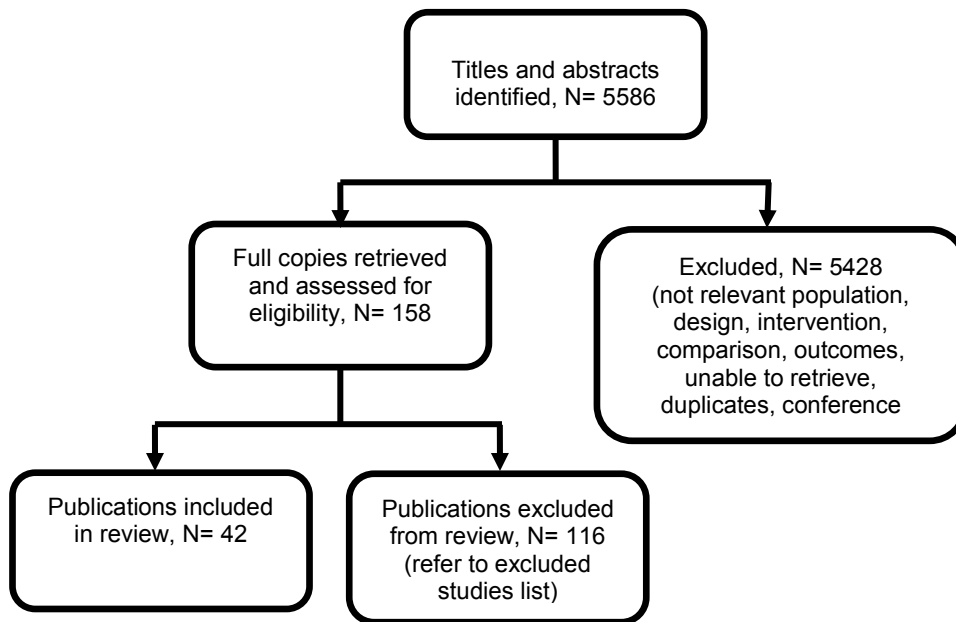 Titles and abstracts
identified, N= 5586
Full copies retrieved
and assessed for
eligibility, N= 158
Excluded, N= 5428
(not relevant population,
design, intervention,
comparison, outcomes,
unable to retrieve,
duplicates, conference
Publications included
in review, N= 42
Publications excluded
from review, N= 116
(refer to excluded
studies list)